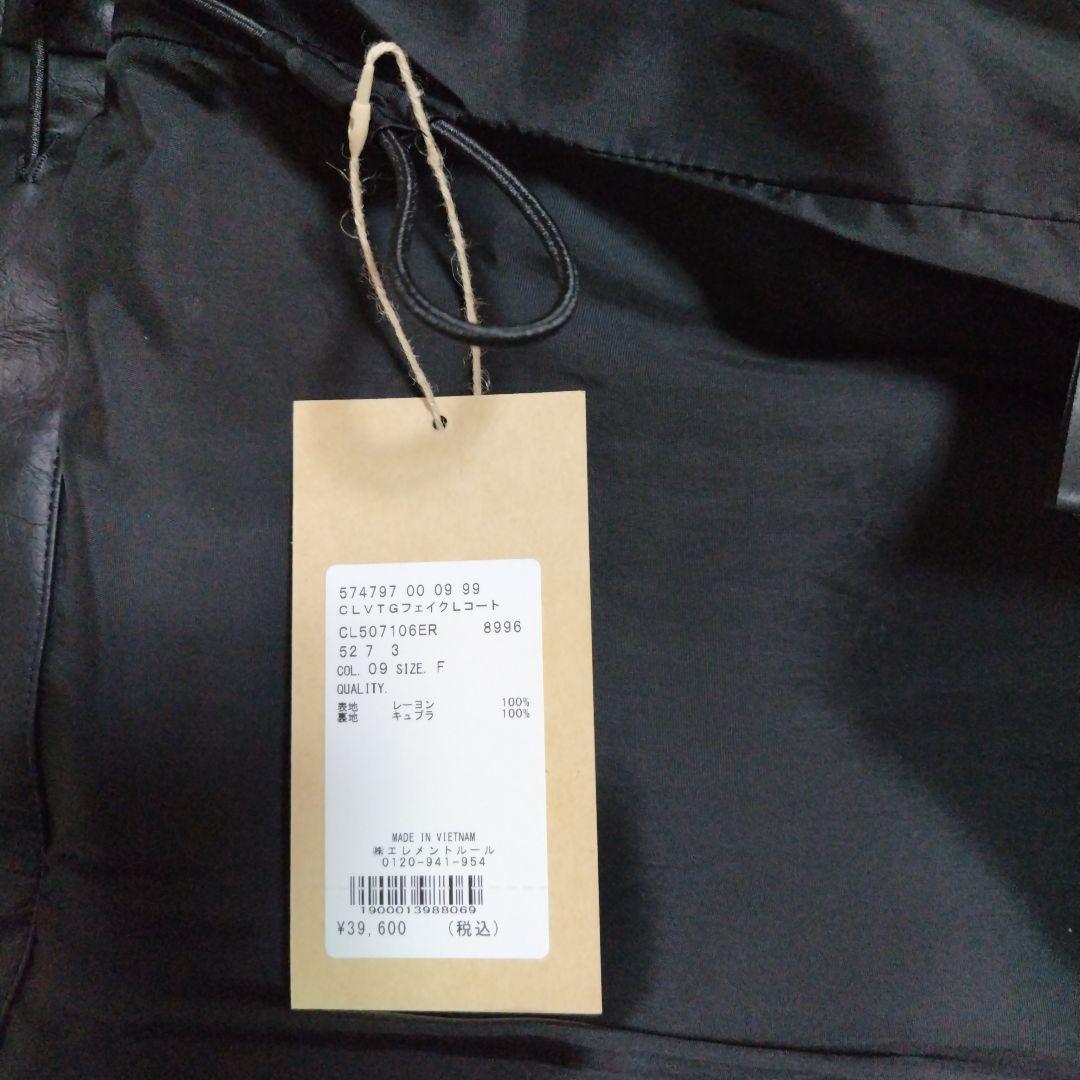 574797 00 09 99
CLVTGフェイクLコート
CL507106ER 8996
52 7 3
COL. 09 SIZE. F
QUALITY.
表地 レーヨン 100%
裏地 キュプラ 100%
MADE IN VIETNAM
㈱エレメントルール
0120-941-954
1900013988069
¥39,600 (税込)